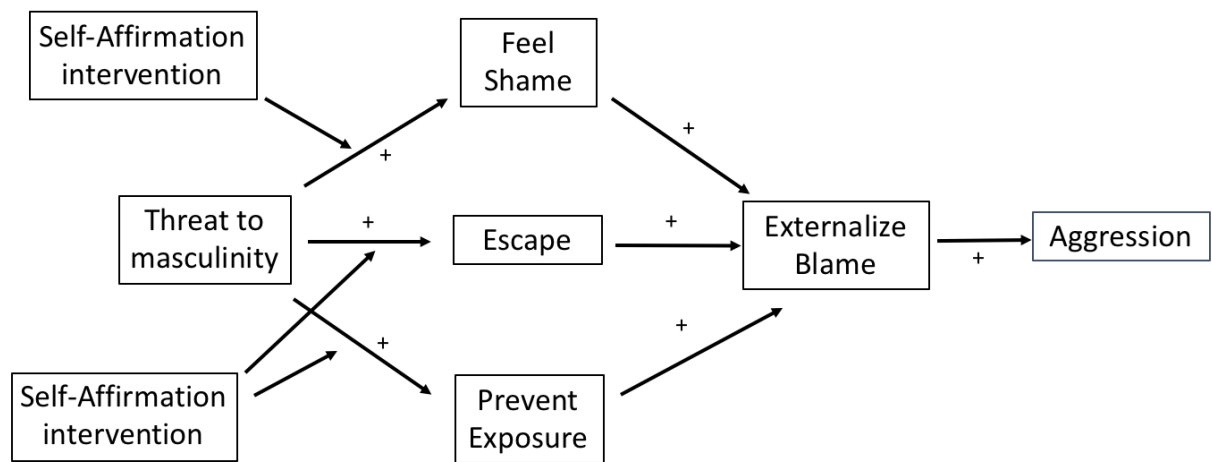 Self-Affirmation
intervention
Feel
Shame
+
+
Threat to
masculinity
+
Escape
+
Externalize
Blame
+
Aggression
+
+
Self-Affirmation
intervention
Prevent
Exposure